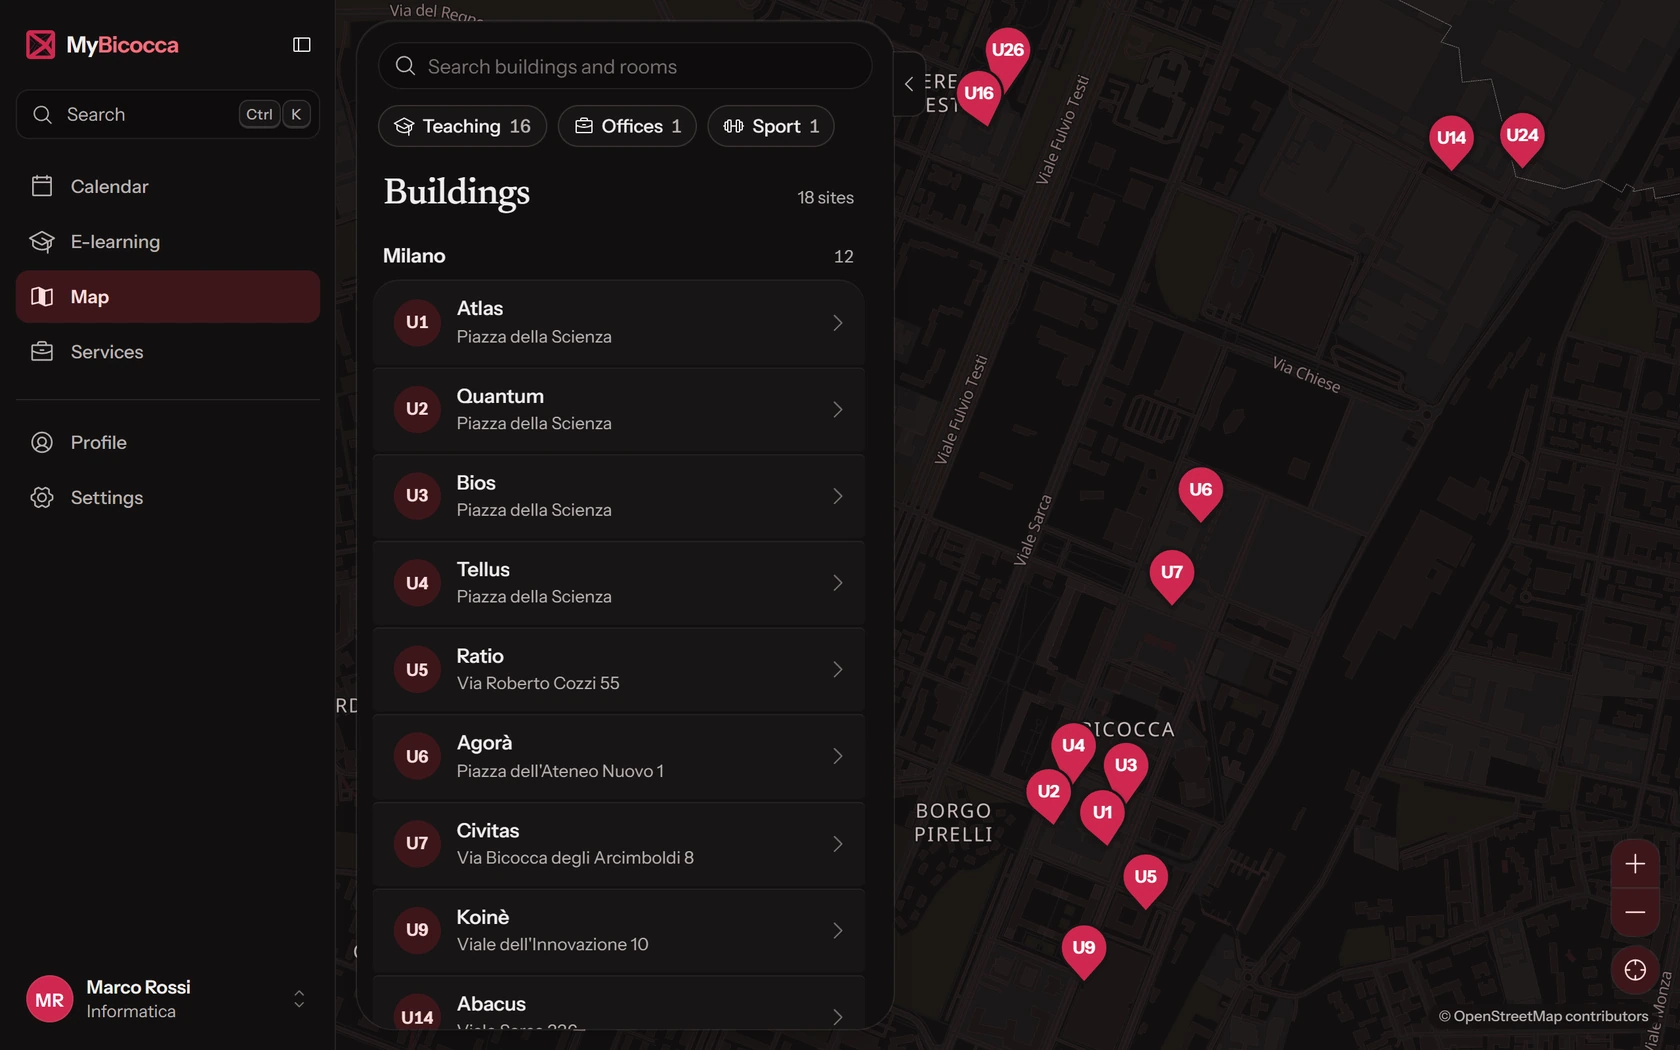 MyBicocca
Search Ctrl K
Calendar
E-learning
Map
Services
Profile
Settings
MR Marco Rossi
Informatica
Search buildings and rooms
Teaching 16
Offices 1
Sport 1
Buildings
18 sites
Milano
12
U1 Atlas
Piazza della Scienza
U2 Quantum
Piazza della Scienza
U3 Bios
Piazza della Scienza
U4 Tellus
Piazza della Scienza
U5 Ratio
Via Roberto Cozzi 55
U6 Agorà
Piazza dell'Ateneo Nuovo 1
U7 Civitas
Via Bicocca degli Arcimboldi 8
U9 Koinè
Viale dell'Innovazione 10
U14 Abacus
Via del
U26
U16
Viale Fulvio Testi
U14
U24
Via Chiese
Viale Fulvio Testi
Viale Sarca
U6
U7
BICOCCA
U4
U3
U2
U1
BORGO
PIRELLI
U5
U9
Viale Monza
© OpenStreetMap contributors